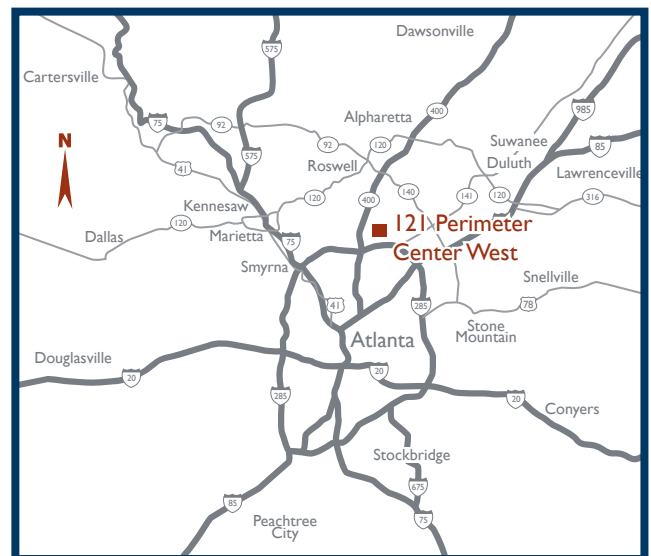 Dawsonville
575
Cartersville
400
985
Alpharetta
75
92
92
120
Suwanee
85
Roswell
Duluth
575
41
Lawrenceville
120
400
140
141
120
316
Kennesaw
N
120
Marietta
75
121 Perimeter
Center West
Dallas
Smyrna
Snellville
41
285
78
Stone
Mountain
Atlanta
Douglasville
20
20
285
20
Conyers
Stockbridge
675
85
75
Peachtree
City